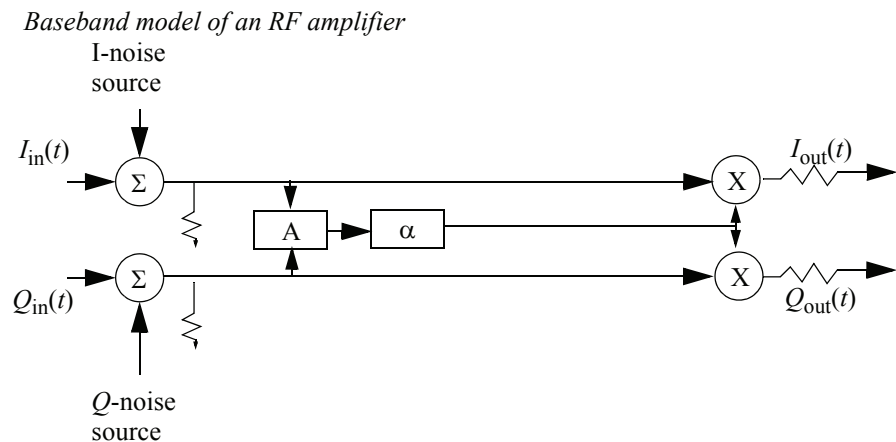 Baseband model of an RF amplifier
I-noise
source
Iin(t)
Σ
X
Iout(t)
A
α
Qin(t)
Σ
X
Qout(t)
Q-noise
source